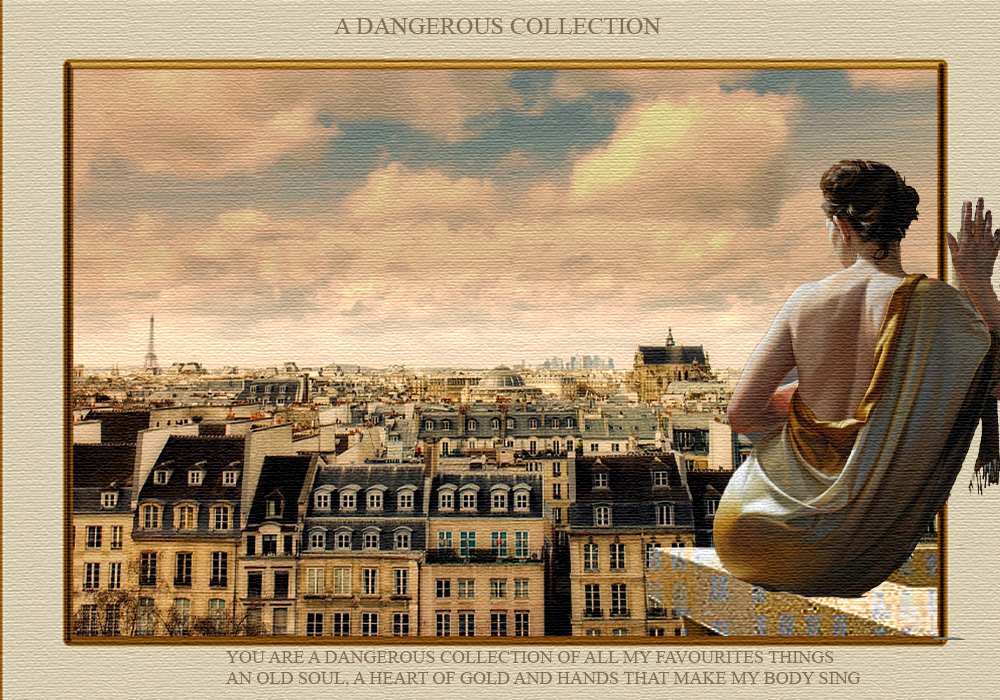 A DANGEROUS COLLECTION
YOU ARE A DANGEROUS COLLECTION OF ALL MY FAVOURITES THINGS
AN OLD SOUL, A HEART OF GOLD AND HANDS THAT MAKE MY BODY SING